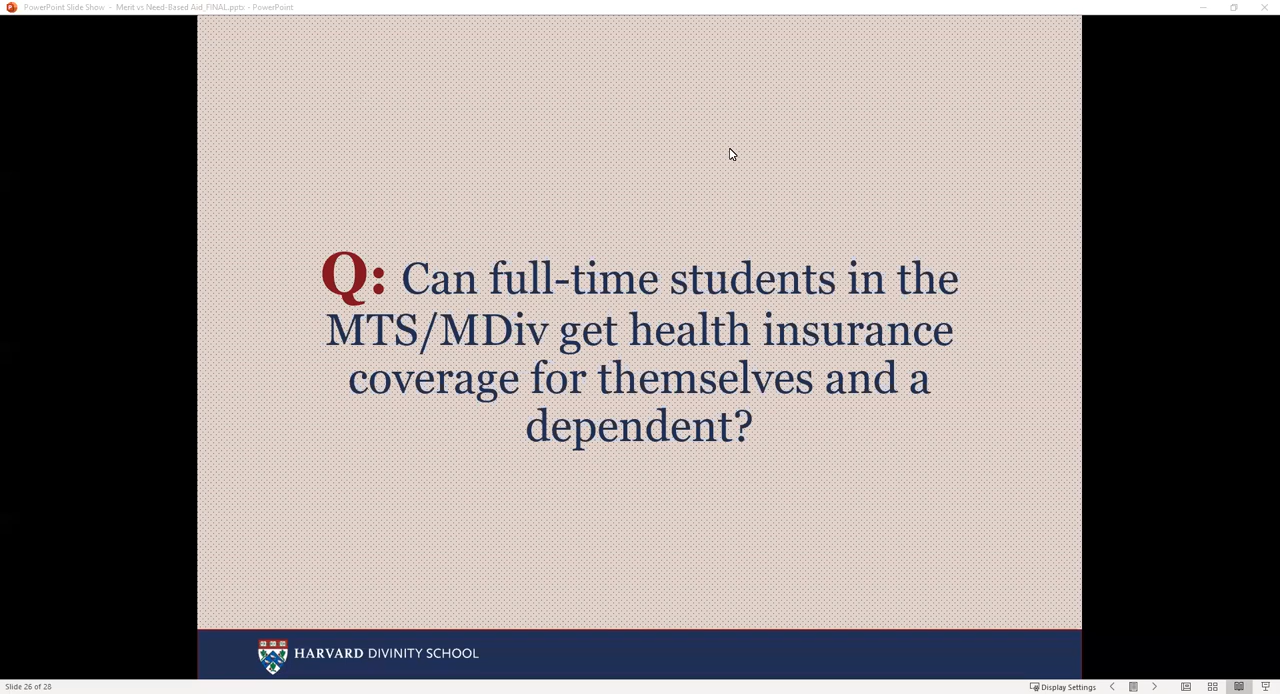 PowerPoint Slide Show - Merit vs Need-Based Aid_FINAL.pptx - PowerPoint
Q: Can full-time students in the
MTS/MDiv get health insurance
coverage for themselves and a
dependent?
HARVARD DIVINITY SCHOOL
Slide 26 of 28
Display Settings